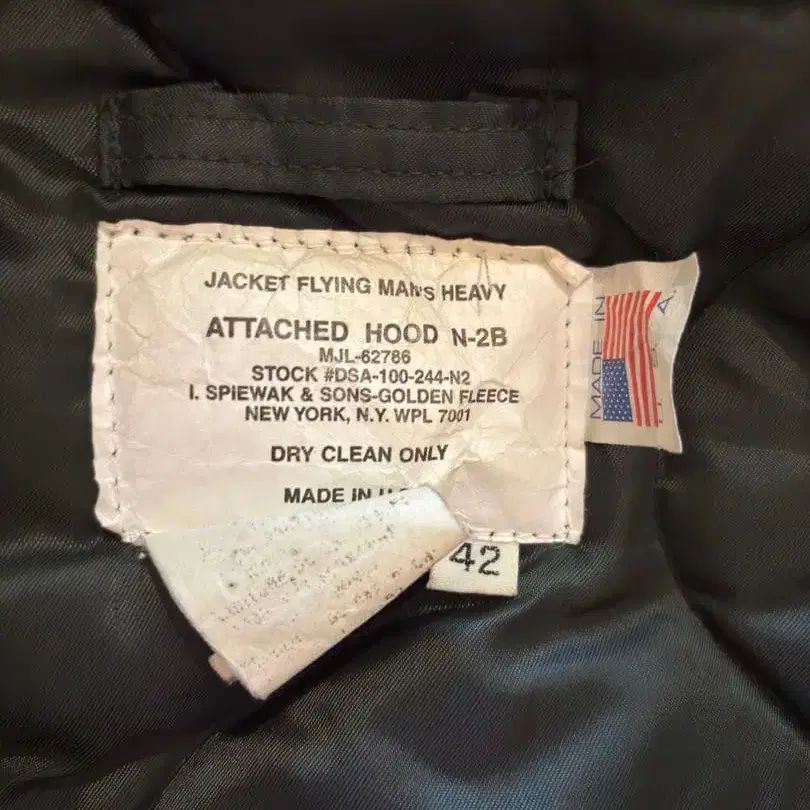 JACKET FLYING MAN'S HEAVY
ATTACHED HOOD N-2B
MJL-62786
STOCK #DSA-100-244-N2
I. SPIEWAK & SONS-GOLDEN FLEECE
NEW YORK, N.Y. WPL 7001
DRY CLEAN ONLY
MADE IN
42
MADE IN
U. S. A.